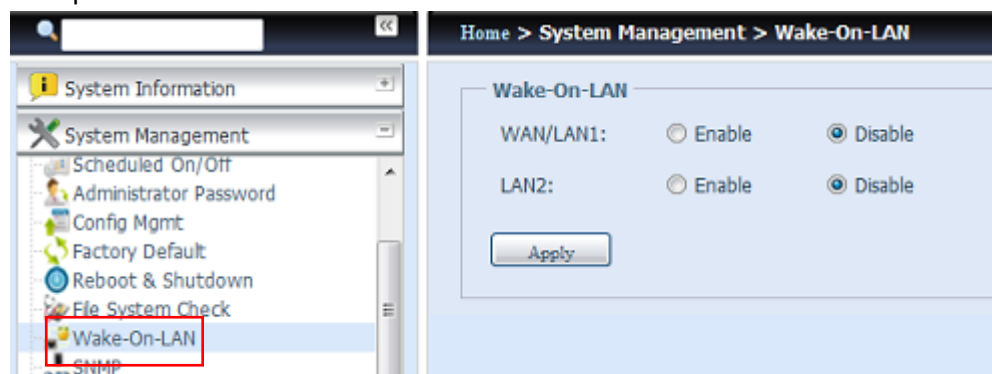 Home > System Management > Wake-On-LAN
System Information
System Management
Scheduled On/Off
Administrator Password
Config Mgmt
Factory Default
Reboot & Shutdown
File System Check
Wake-On-LAN
SNMP
Wake-On-LAN
WAN/LAN1: Enable Disable
LAN2: Enable Disable
Apply